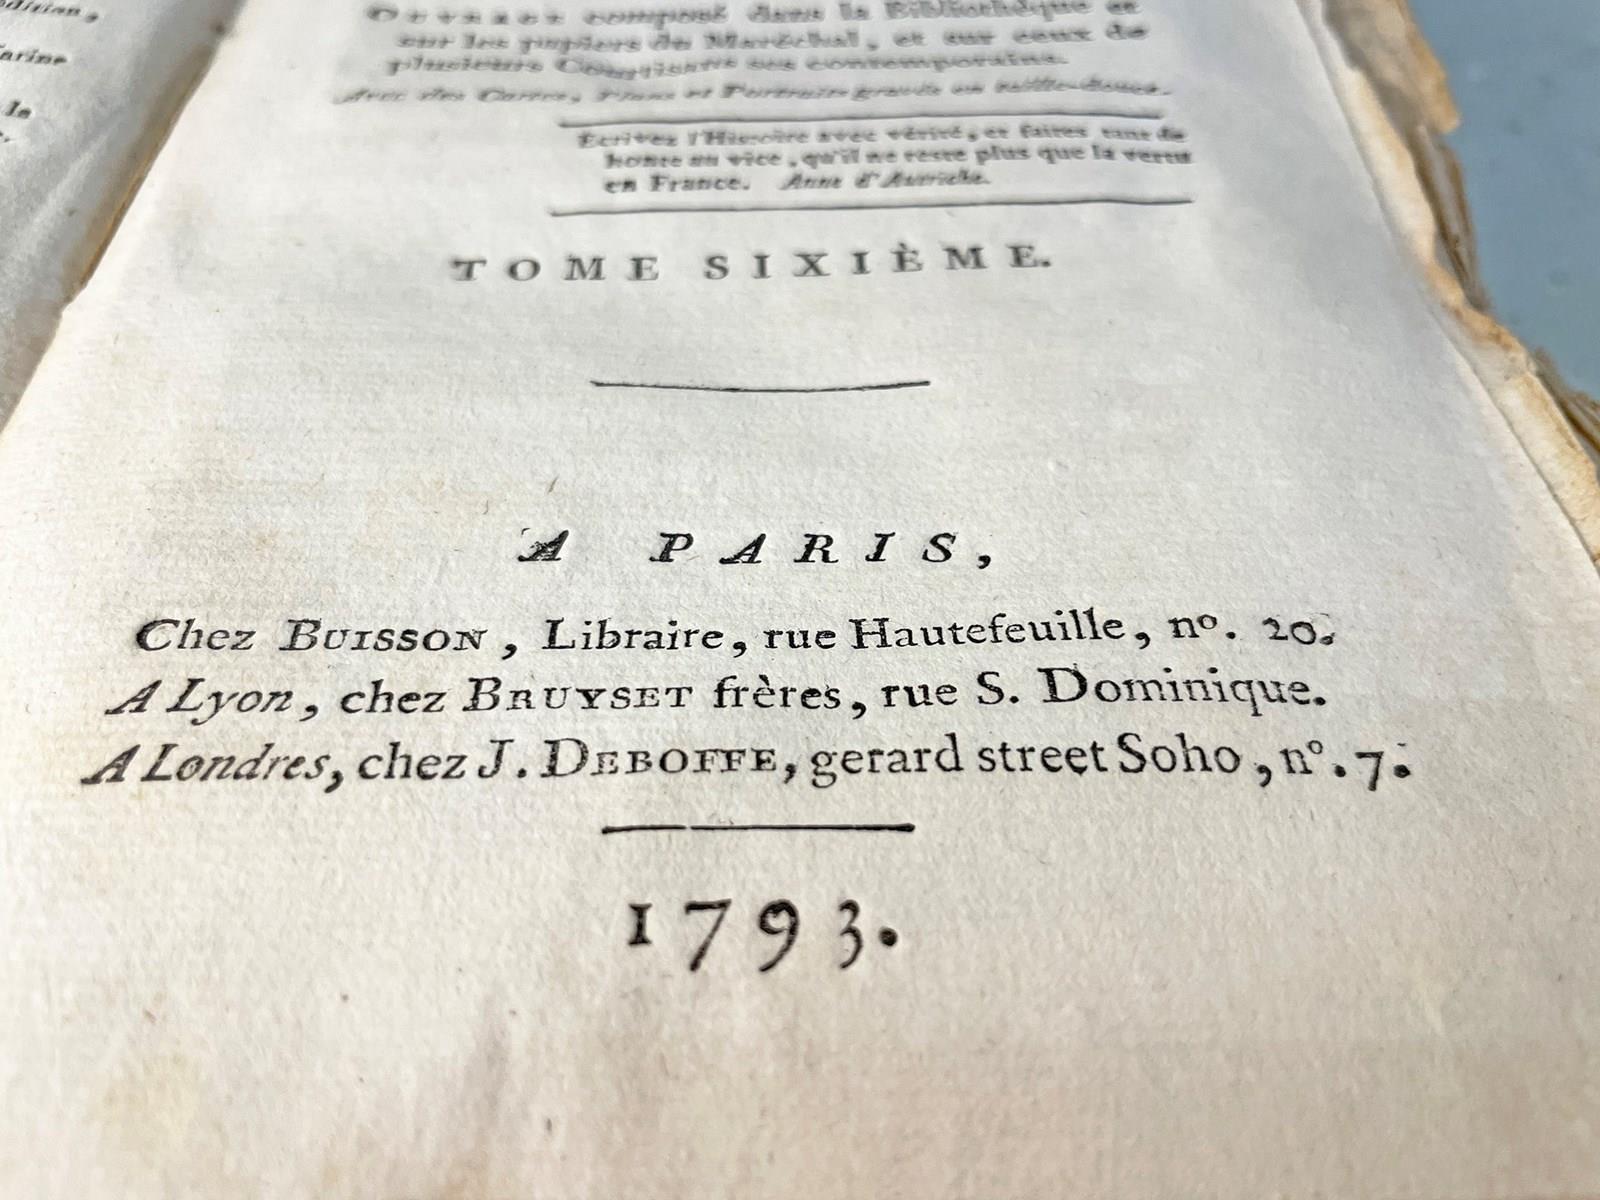 Ouvrage composé dans la Bibliothèque et
sur les papiers du Maréchal, et sur ceux de
plusieurs Courtisans ses contemporains.
Avec des Cartes, Plans et Portraits gravés en taille-douce.
Écrivez l'Histoire avec vérité, et faites tant de
honte au vice, qu'il ne reste plus que la vertu
en France. Anne d'Autriche.
TOME SIXIÈME.
A PARIS,
Chez BUISSON, Libraire, rue Hautefeuille, nº. 20.
A Lyon, chez BRUYSET frères, rue S. Dominique.
A Londres, chez J. DEBOFFE, gerard street Soho, nº. 7.
1793.